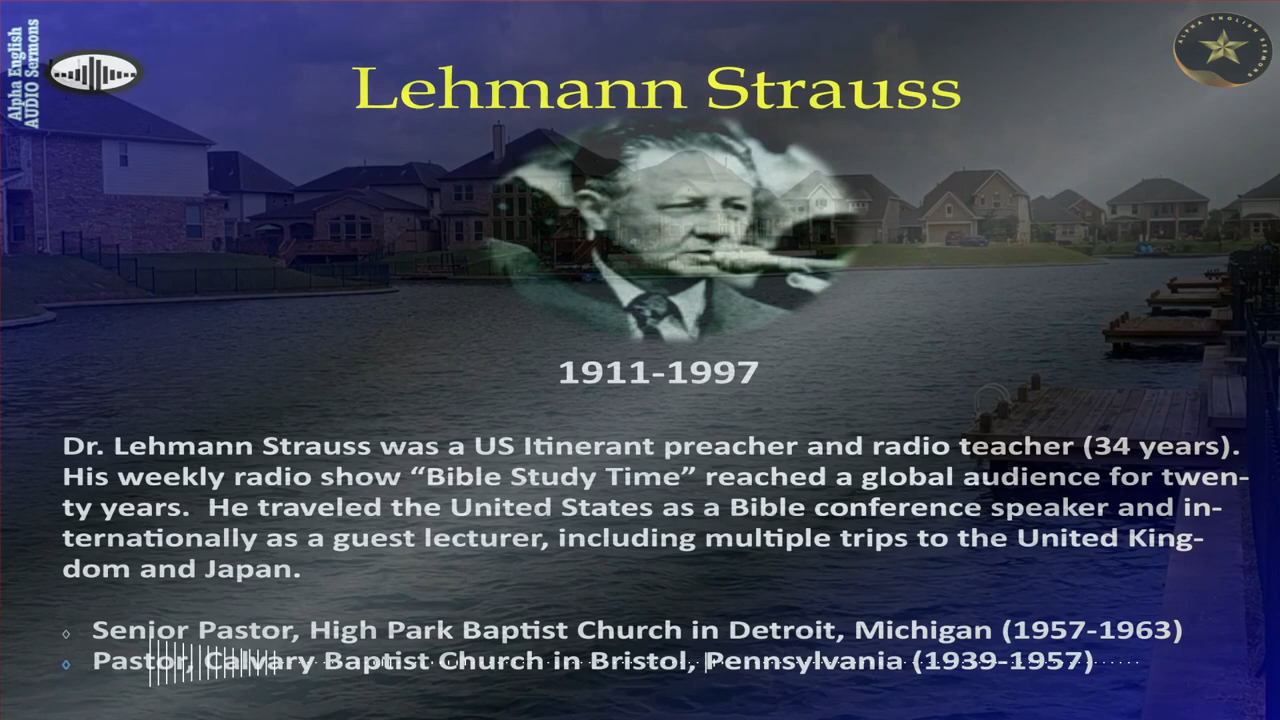 Alpha English
AUDIO Sermons
ALPHA ENGLISH SERMONS
Lehmann Strauss
1911-1997
Dr. Lehmann Strauss was a US Itinerant preacher and radio teacher (34 years).
His weekly radio show “Bible Study Time” reached a global audience for twen-
ty years.  He traveled the United States as a Bible conference speaker and in-
ternationally as a guest lecturer, including multiple trips to the United King-
dom and Japan.
Senior Pastor, High Park Baptist Church in Detroit, Michigan (1957-1963)
Pastor, Calvary Baptist Church in Bristol, Pennsylvania (1939-1957)